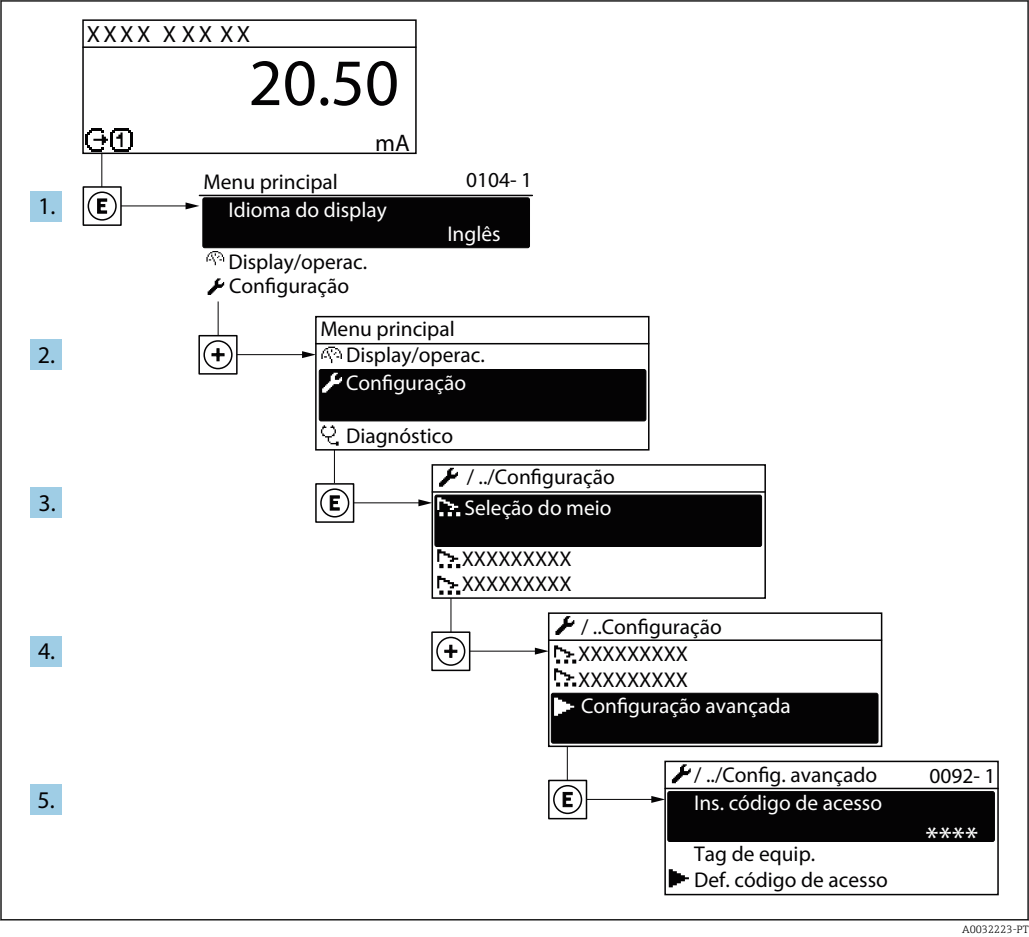 XXXX XXX XX
20.50
1
mA
1.
E
Menu principal 0104-1
Idioma do display
Inglês
Display/operac.
Configuração
2.
+
Menu principal
Display/operac.
Configuração
Diagnóstico
3.
E
/ ../Configuração
Seleção do meio
XXXXXXXXX
XXXXXXXXX
4.
+
/ ..Configuração
XXXXXXXXX
XXXXXXXXX
Configuração avançada
5.
E
/ ../Config. avançado 0092-1
Ins. código de acesso
****
Tag de equip.
Def. código de acesso
A0032223-PT